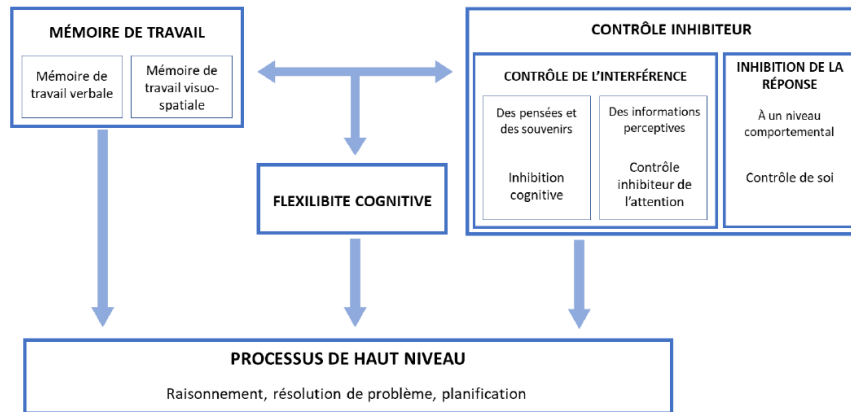 MÉMOIRE DE TRAVAIL
Mémoire de
travail verbale
Mémoire de
travail visuo-
spatiale
CONTRÔLE INHIBITEUR
CONTRÔLE DE L'INTERFÉRENCE
Des pensées et
des souvenirs
Inhibition
cognitive
Des informations
perceptives
Contrôle
inhibiteur de
l'attention
INHIBITION DE LA
RÉPONSE
À un niveau
comportemental
Contrôle de soi
FLEXILIBITE COGNITIVE
PROCESSUS DE HAUT NIVEAU
Raisonnement, résolution de problème, planification